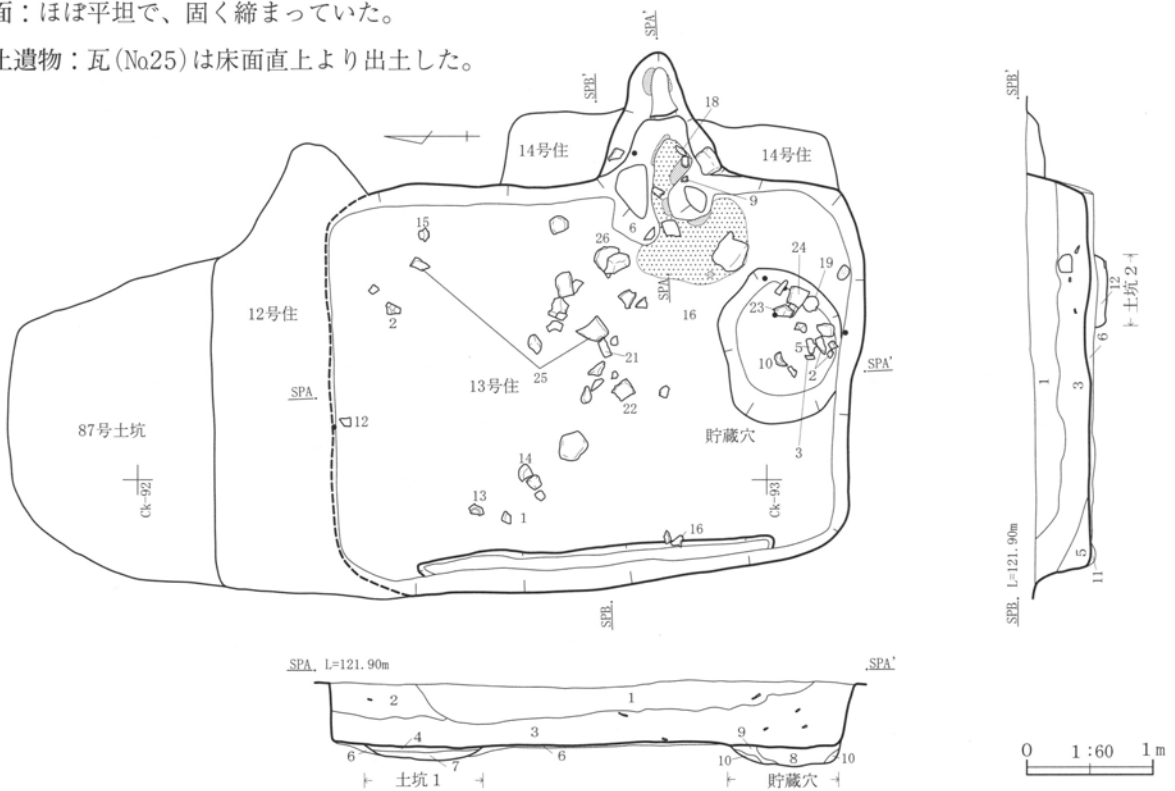 面：ほぼ平坦で、固く締まっていた。
土遺物：瓦(No.25)は床面直上より出土した。
SPA'
SPB'
18
14号住
14号住
9
6
15
26
24
19
12号住
2
SPA
16
23
21
5
10
2
25
13号住
SPA
SPA'
22
12
87号土坑
貯蔵穴
3
Ck-92
14
Ck-93
13
1
16
SPB
SPB'
12
土坑2
6
1
3
5
11
SPB L=121.90m
SPA L=121.90m
SPA'
2
1
4
3
9
6
7
6
10
8
10
土坑1
貯蔵穴
0 1:60 1m